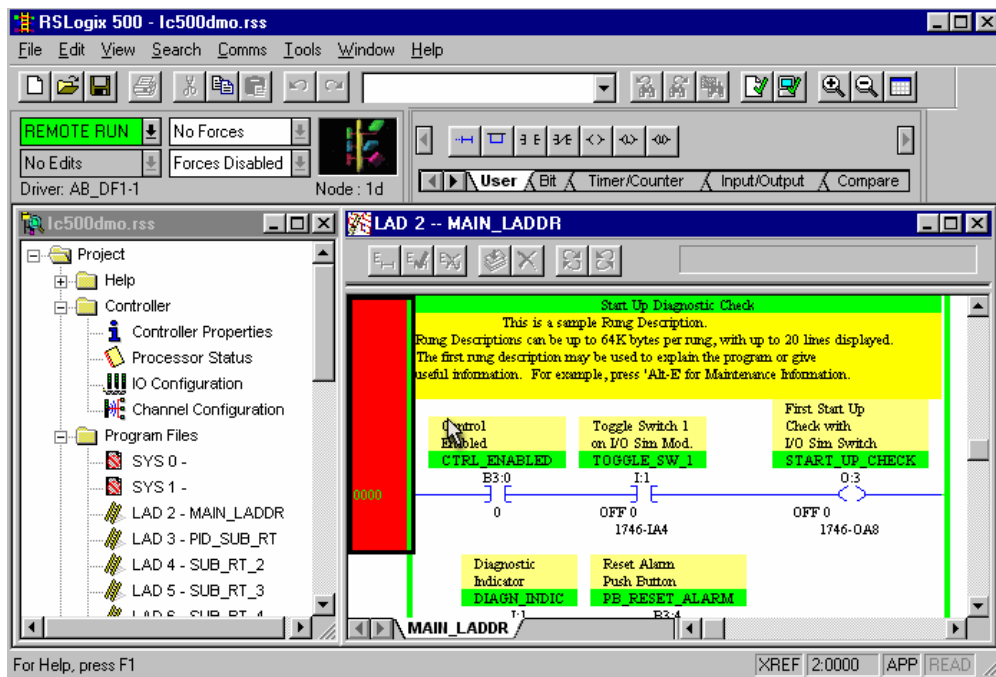 RSLogix 500 - lc500dmo.rss
File Edit View Search Comms Tools Window Help
REMOTE RUN
No Forces
No Edits
Forces Disabled
Driver: AB_DF1-1
Node : 1d
User Bit Timer/Counter Input/Output Compare
lc500dmo.rss
Project
Help
Controller
Controller Properties
Processor Status
IO Configuration
Channel Configuration
Program Files
SYS 0 -
SYS 1 -
LAD 2 - MAIN_LADDR
LAD 3 - PID_SUB_RT
LAD 4 - SUB_RT_2
LAD 5 - SUB_RT_3
LAD 6 - SUB_RT_4
LAD 2 -- MAIN_LADDR
Start Up Diagnostic Check
This is a sample Rung Description.
Rung Descriptions can be up to 64K bytes per rung, with up to 20 lines displayed.
The first rung description may be used to explain the program or give
useful information. For example, press 'Alt-E' for Maintenance Information.
0000
Control
Enabled
CTRL_ENABLED
B3:0
0
Toggle Switch 1
on I/O Sim Mod.
TOGGLE_SW_1
I:1
OFF 0
1746-IA4
First Start Up
Check with
I/O Sim Switch
START_UP_CHECK
O:3
OFF 0
1746-OA8
Diagnostic
Indicator
DIAGN_INDIC
I:1
Reset Alarm
Push Button
PB_RESET_ALARM
B3:4
MAIN_LADDR
For Help, press F1
XREF 2:0000 APP READ